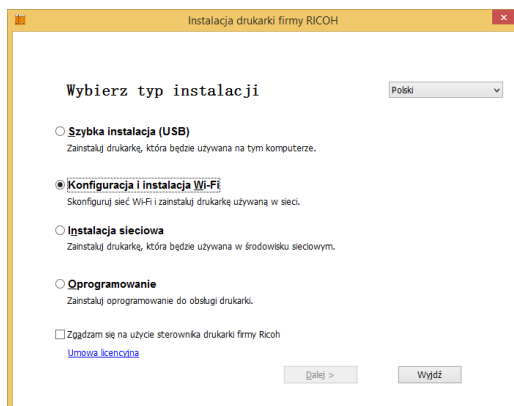 Instalacja drukarki firmy RICOH
Wybierz typ instalacji
Polski
Szybka instalacja (USB)
Zainstaluj drukarkę, która będzie używana na tym komputerze.
Konfiguracja i instalacja Wi-Fi
Skonfiguruj sieć Wi-Fi i zainstaluj drukarkę używaną w sieci.
Instalacja sieciowa
Zainstaluj drukarkę, która będzie używana w środowisku sieciowym.
Oprogramowanie
Zainstaluj oprogramowanie do obsługi drukarki.
Zgadzam się na użycie sterownika drukarki firmy Ricoh
Umowa licencyjna
Dalej >
Wyjdź